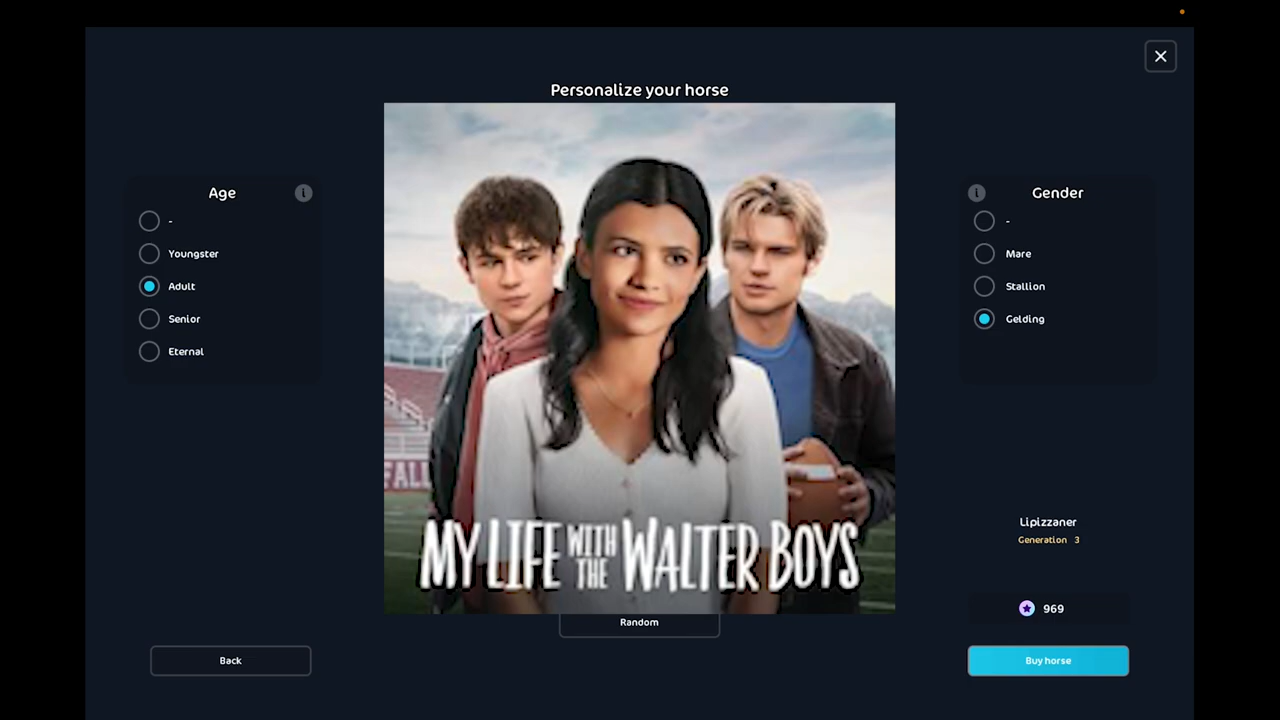 Personalize your horse
Age
i
-
Youngster
Adult
Senior
Eternal
i
Gender
-
Mare
Stallion
Gelding
FALL
MY LIFE WITH THE WALTER BOYS
Lipizzaner
Generation 3
969
Random
Back
Buy horse